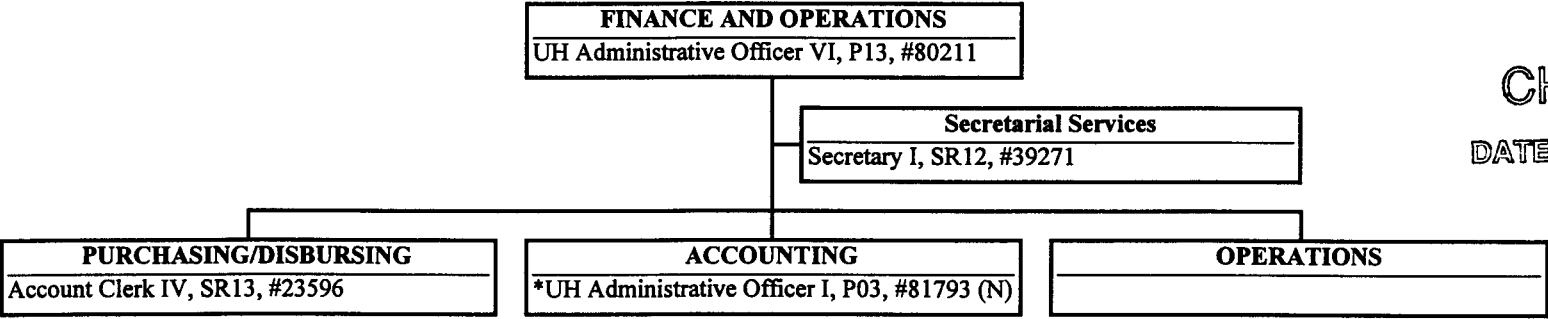 FINANCE AND OPERATIONS
UH Administrative Officer VI, P13, #80211
Secretarial Services
Secretary I, SR12, #39271
DATE
PURCHASING/DISBURSING
Account Clerk IV, SR13, #23596
ACCOUNTING
*UH Administrative Officer I, P03, #81793 (N)
OPERATIONS